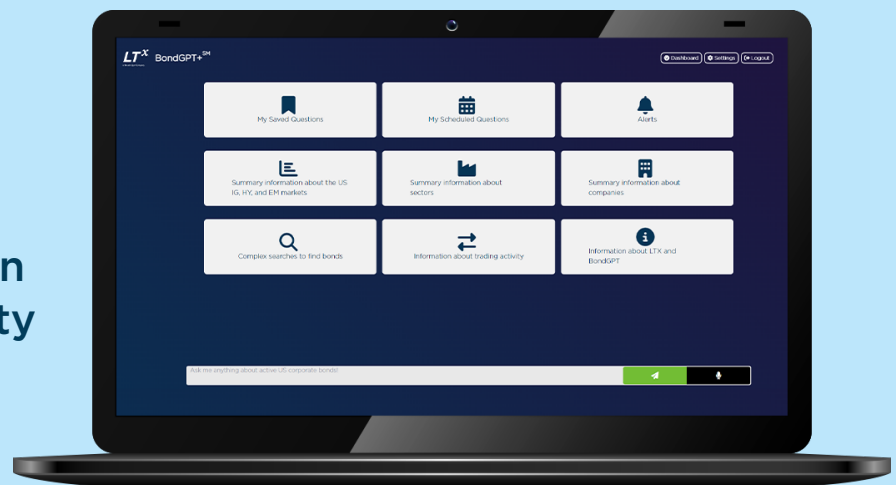 LTX BondGPT+℠
Dashboard Settings Logout
My Saved Questions
My Scheduled Questions
Alerts
Summary information about the US
IG, HY, and EM markets
Summary information about
sectors
Summary information about
companies
n
ty
Complex searches to find bonds
Information about trading activity
Information about LTX and
BondGPT
Ask me anything about active US corporate bonds!